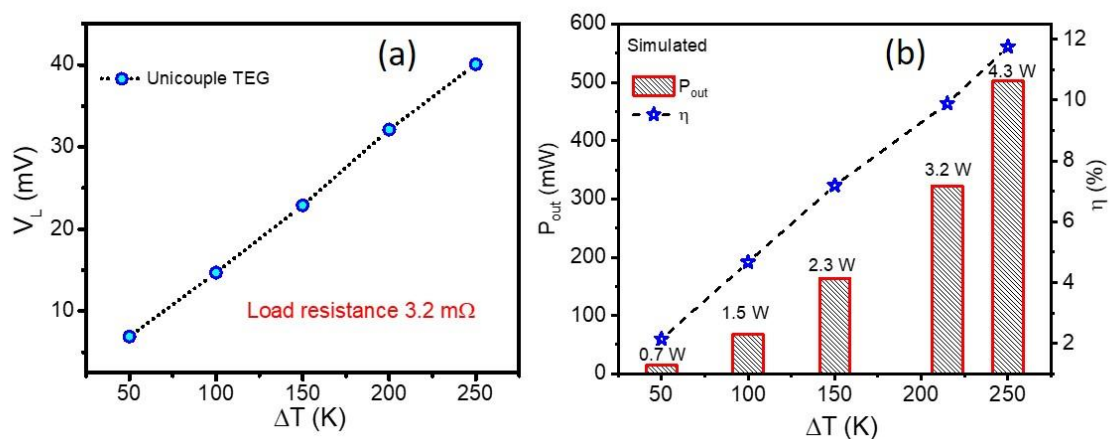 (a)
Unicouple TEG
Load resistance 3.2 mΩ
V_L (mV)
40
30
20
10
50 100 150 200 250
ΔT (K)
(b)
Simulated
P_out
η
0.7 W
1.5 W
2.3 W
3.2 W
4.3 W
P_out (mW)
600
500
400
300
200
100
0
50 100 150 200 250
ΔT (K)
12
10
8
6
4
2
η (%)